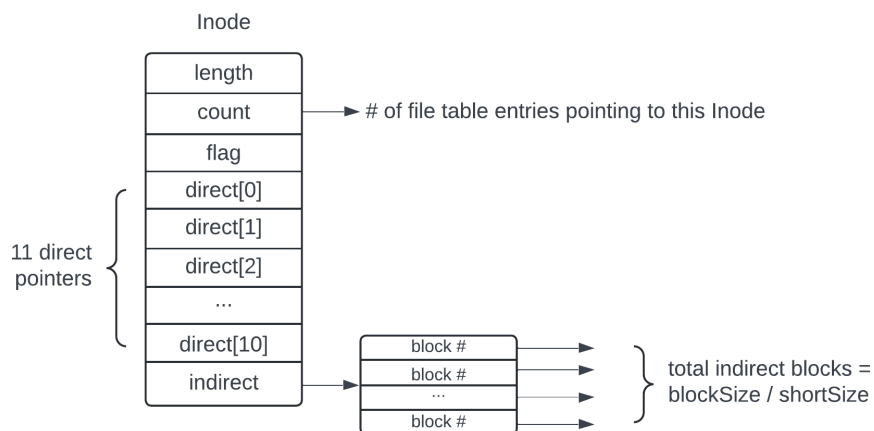 Inode
length
count
# of file table entries pointing to this Inode
flag
direct[0]
direct[1]
direct[2]
...
direct[10]
indirect
11 direct
pointers
block #
block #
...
block #
total indirect blocks =
blockSize / shortSize